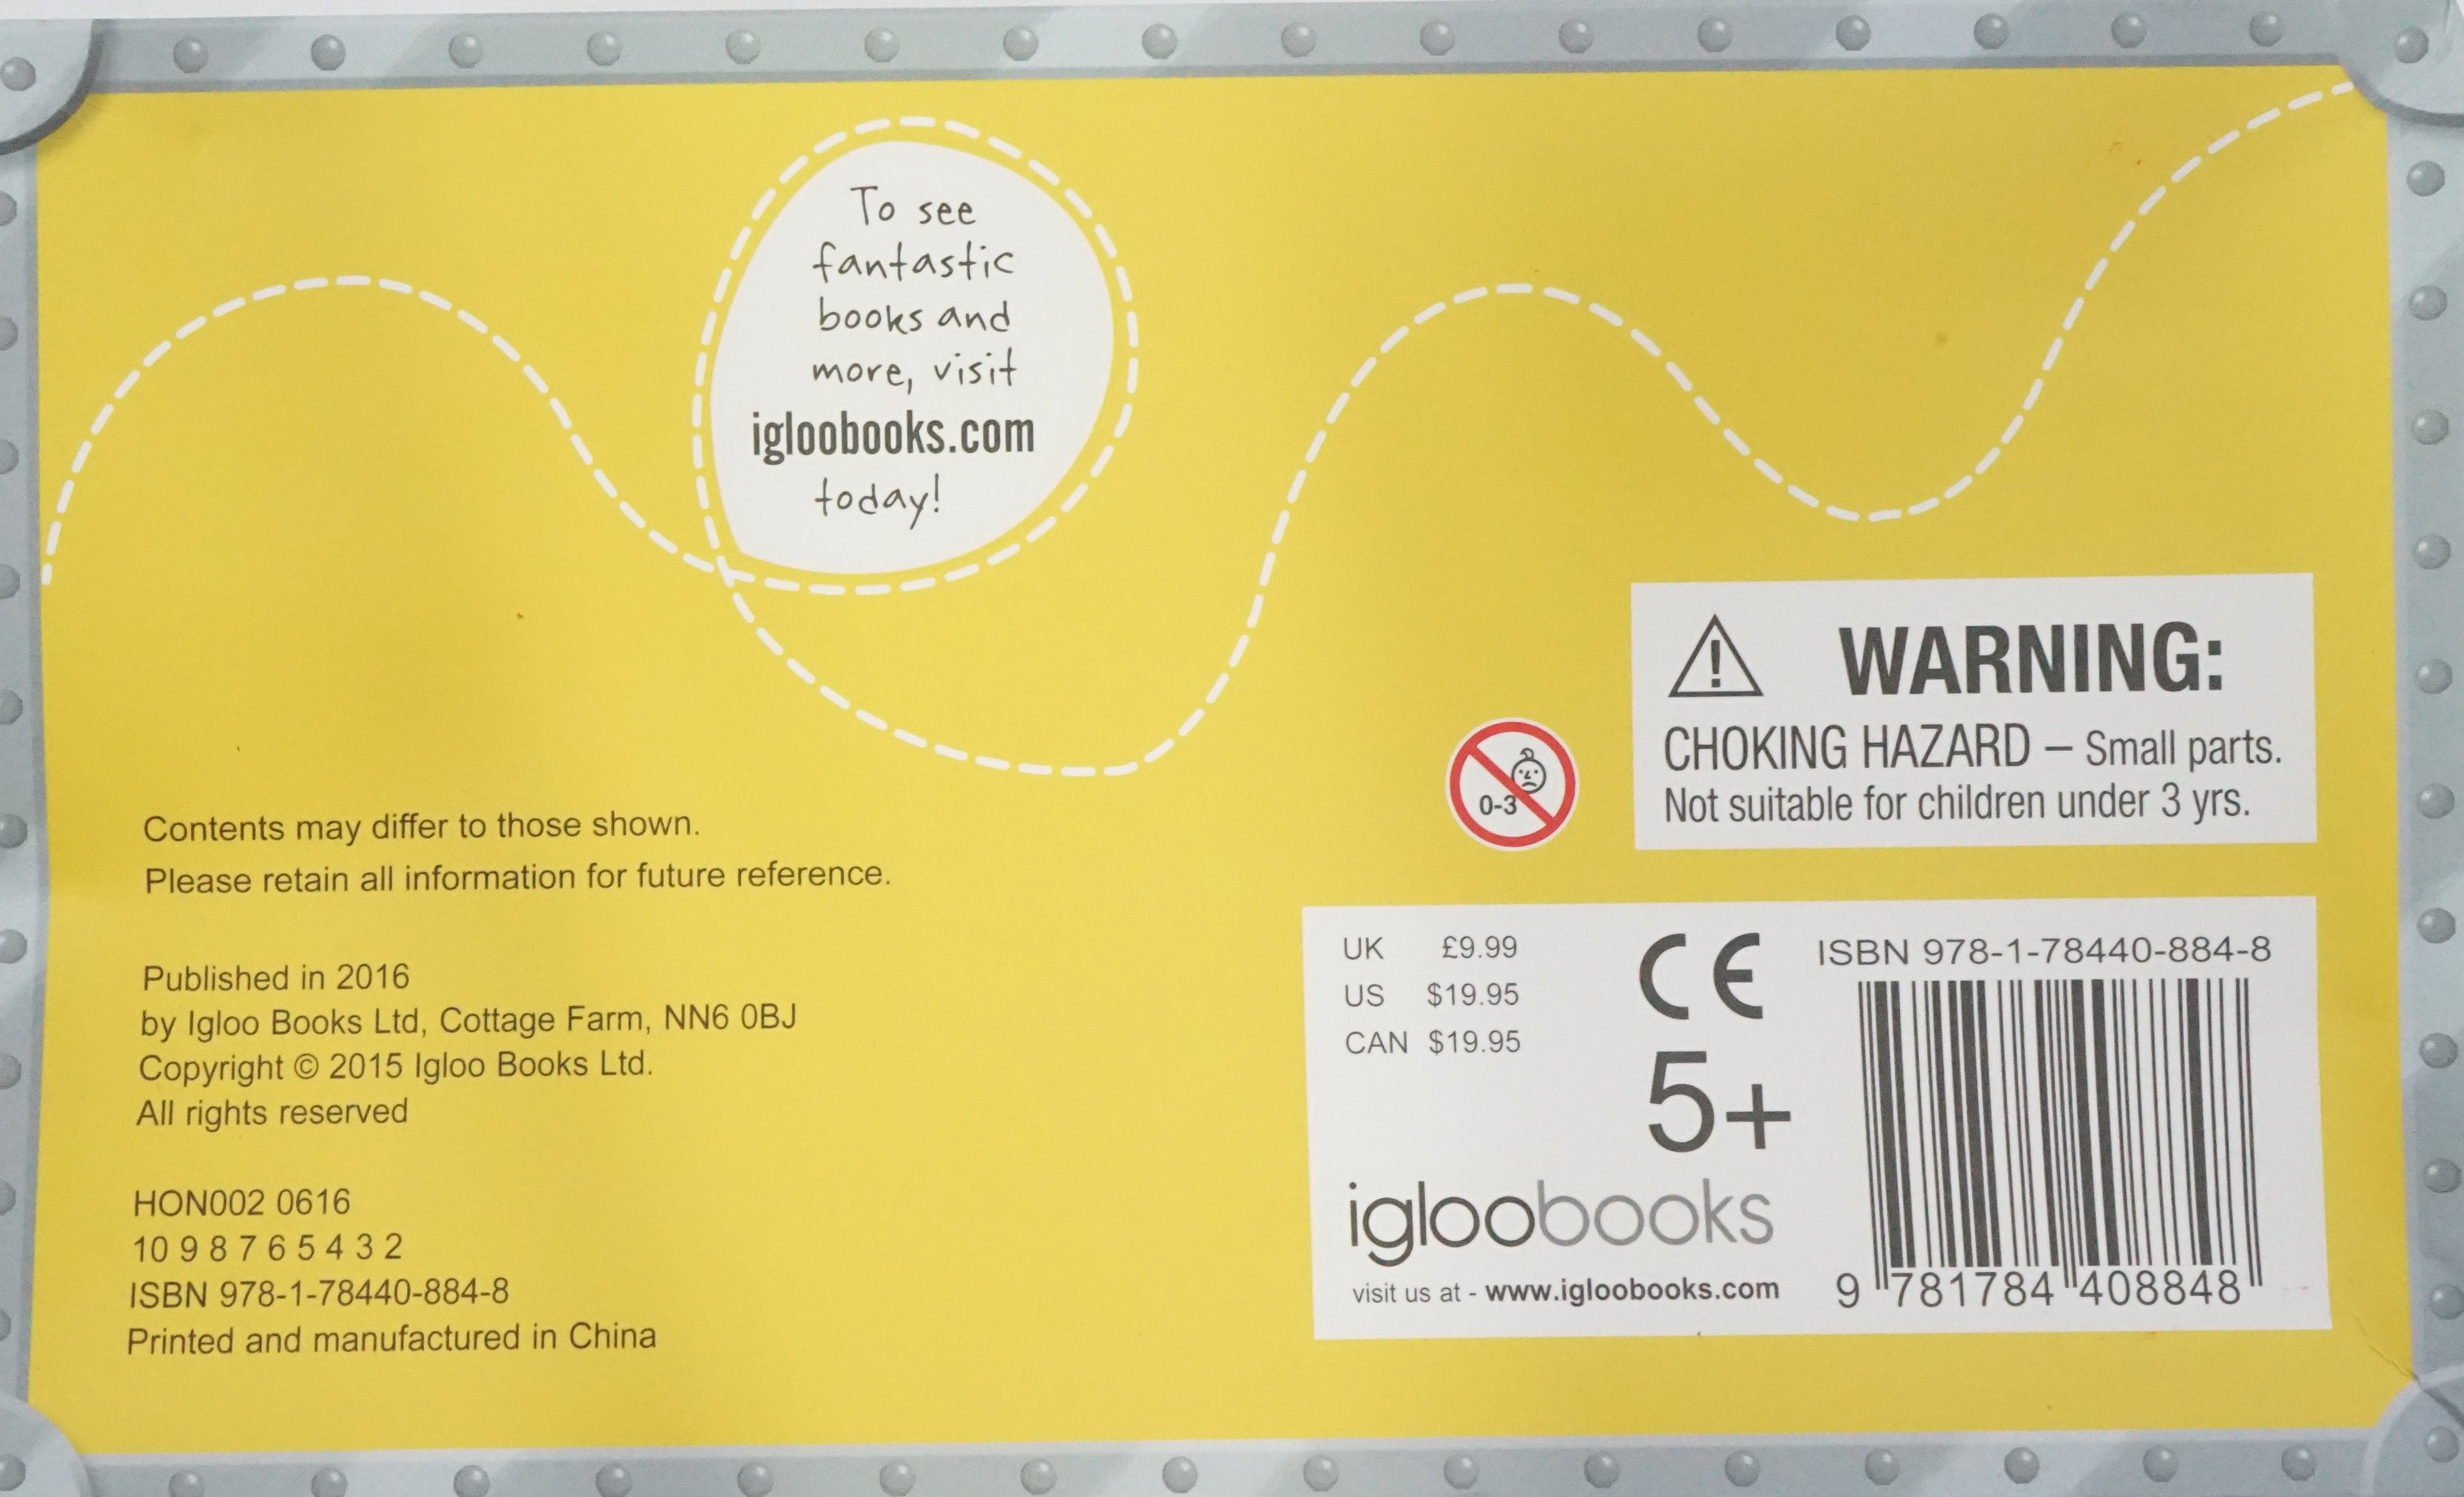 To see
fantastic
books and
more, visit
igloobooks.com
today!
WARNING:
CHOKING HAZARD – Small parts.
Not suitable for children under 3 yrs.
0-3
Contents may differ to those shown.
Please retain all information for future reference.
Published in 2016
by Igloo Books Ltd, Cottage Farm, NN6 0BJ
Copyright © 2015 Igloo Books Ltd.
All rights reserved
HON002 0616
10 9 8 7 6 5 4 3 2
ISBN 978-1-78440-884-8
Printed and manufactured in China
UK £9.99
US $19.95
CAN $19.95
CE
5+
igloobooks
visit us at - www.igloobooks.com
ISBN 978-1-78440-884-8
9 781784 408848